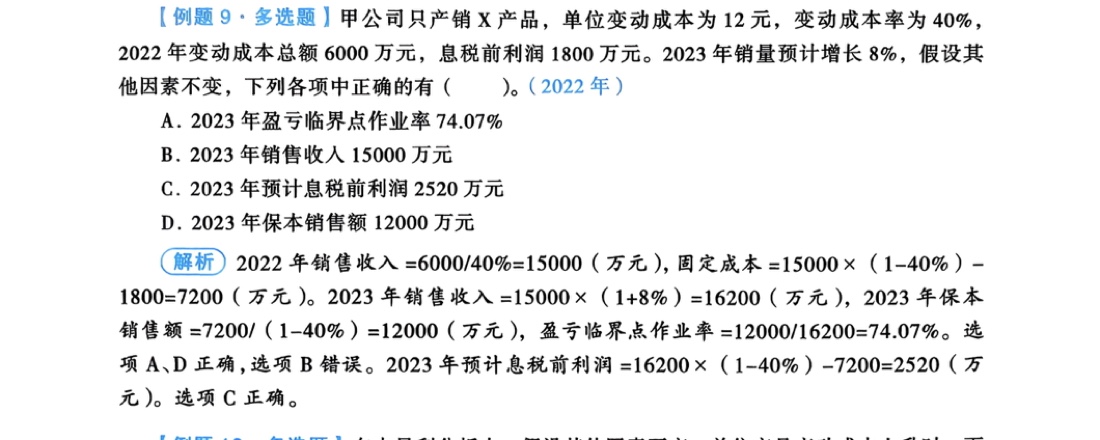 【例题 9·多选题】甲公司只产销 X 产品，单位变动成本为 12 元，变动成本率为 40%，
2022 年变动成本总额 6000 万元，息税前利润 1800 万元。2023 年销量预计增长 8%，假设其
他因素不变，下列各项中正确的有（　　）。（2022 年）
A. 2023 年盈亏临界点作业率 74.07%
B. 2023 年销售收入 15000 万元
C. 2023 年预计息税前利润 2520 万元
D. 2023 年保本销售额 12000 万元
解析 2022 年销售收入 =6000/40%=15000（万元），固定成本 =15000×（1-40%）-
1800=7200（万元）。2023 年销售收入 =15000×（1+8%）=16200（万元），2023 年保本
销售额 =7200/（1-40%）=12000（万元），盈亏临界点作业率 =12000/16200=74.07%。选
项 A、D 正确，选项 B 错误。2023 年预计息税前利润 =16200×（1-40%）-7200=2520（万
元）。选项 C 正确。